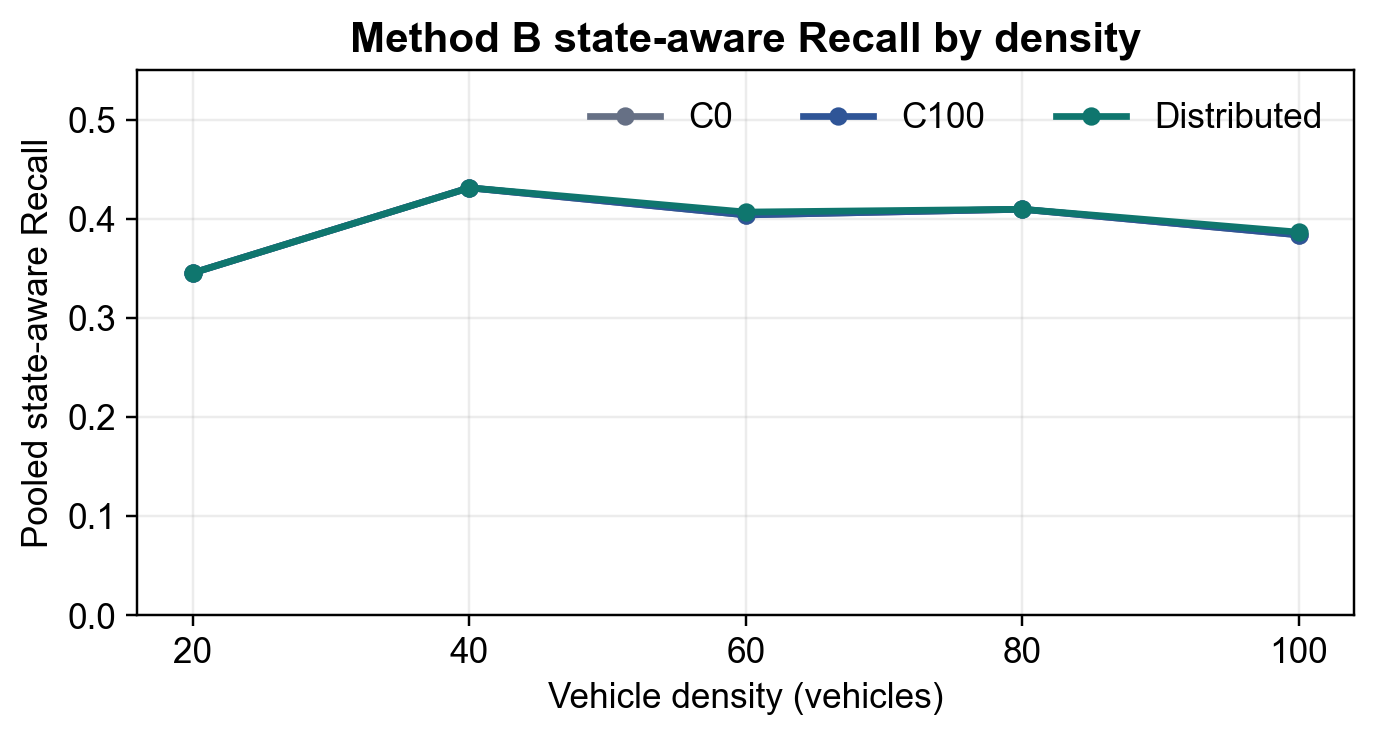 Method B state-aware Recall by density
C0 C100 Distributed
Pooled state-aware Recall
0.5
0.4
0.3
0.2
0.1
0.0
20 40 60 80 100
Vehicle density (vehicles)